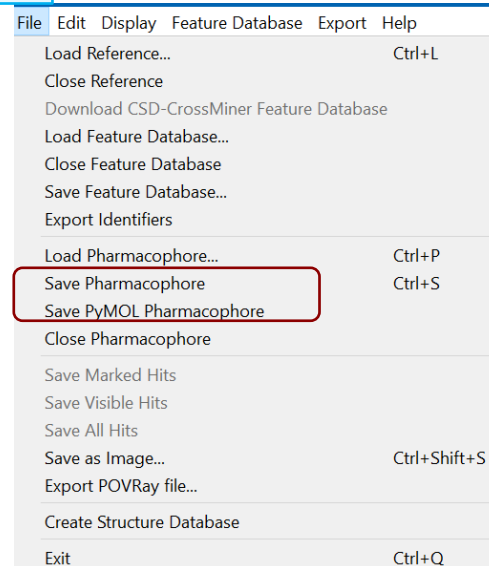 File Edit Display Feature Database Export Help
Load Reference... Ctrl+L
Close Reference
Download CSD-CrossMiner Feature Database
Load Feature Database...
Close Feature Database
Save Feature Database...
Export Identifiers
Load Pharmacophore... Ctrl+P
Save Pharmacophore Ctrl+S
Save PyMOL Pharmacophore
Close Pharmacophore
Save Marked Hits
Save Visible Hits
Save All Hits
Save as Image... Ctrl+Shift+S
Export POVRay file...
Create Structure Database
Exit Ctrl+Q